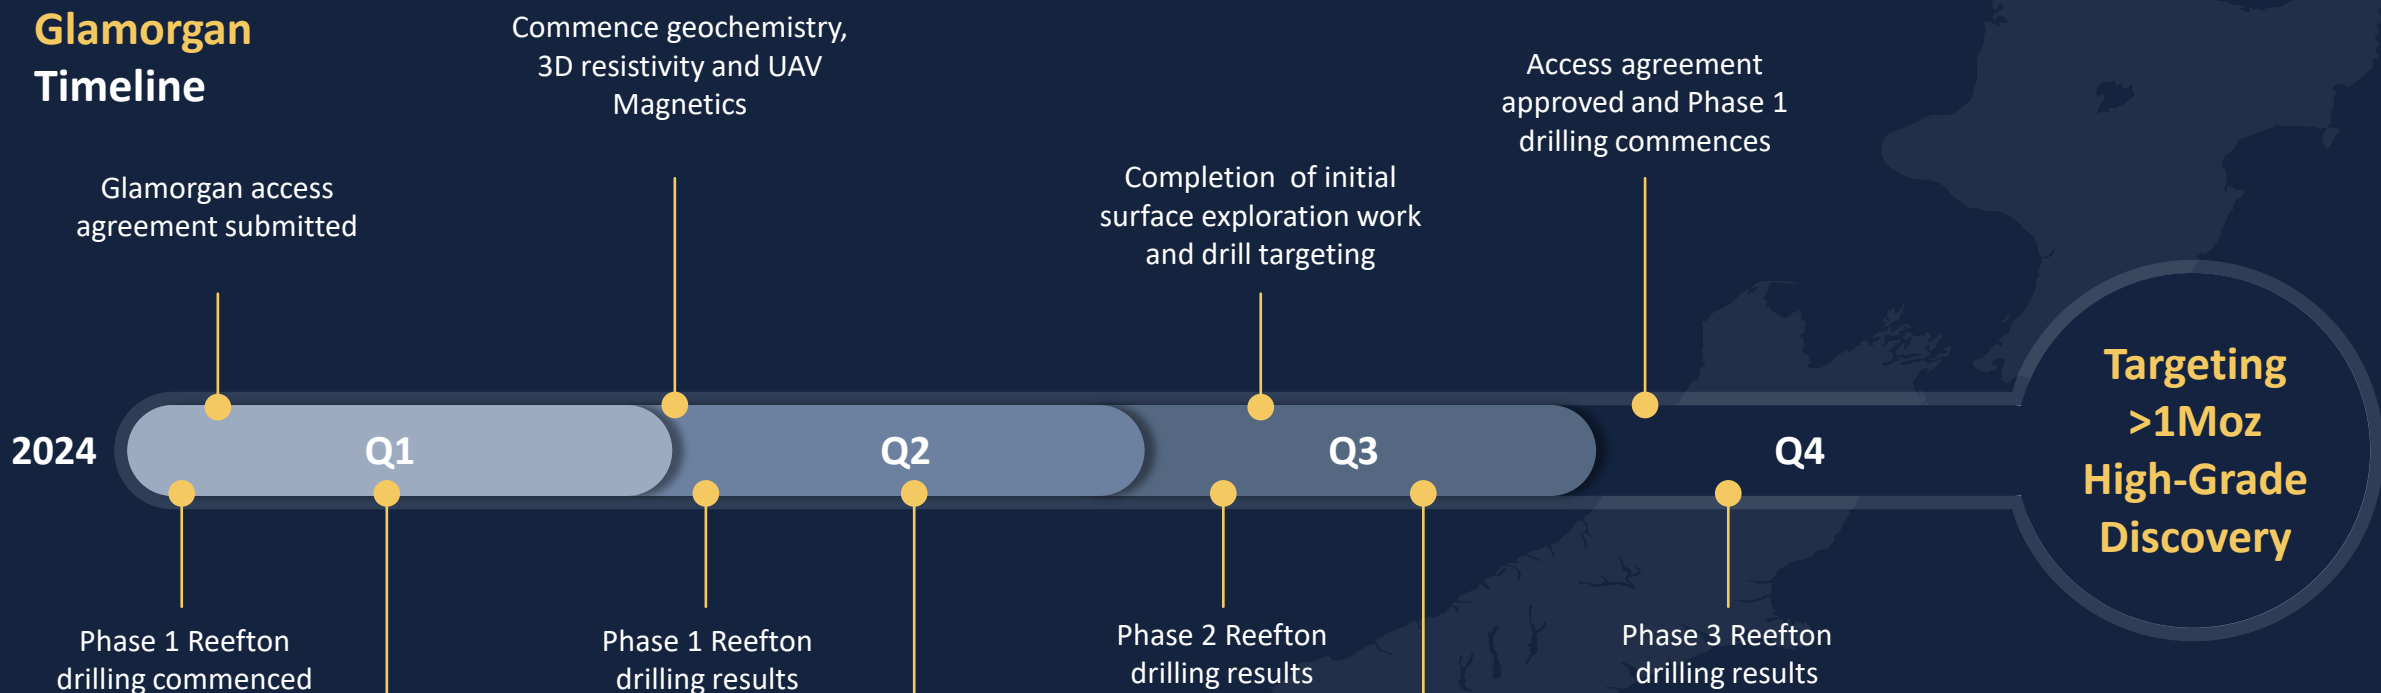 Glamorgan
Timeline
Commence geochemistry,
3D resistivity and UAV
Magnetics
Access agreement
approved and Phase 1
drilling commences
Glamorgan access
agreement submitted
Completion of initial
surface exploration work
and drill targeting
2024
Q1
Q2
Q3
Q4
Targeting
>1Moz
High-Grade
Discovery
Phase 1 Reefton
drilling commenced
Phase 1 Reefton
drilling results
Phase 2 Reefton
drilling results
Phase 3 Reefton
drilling results